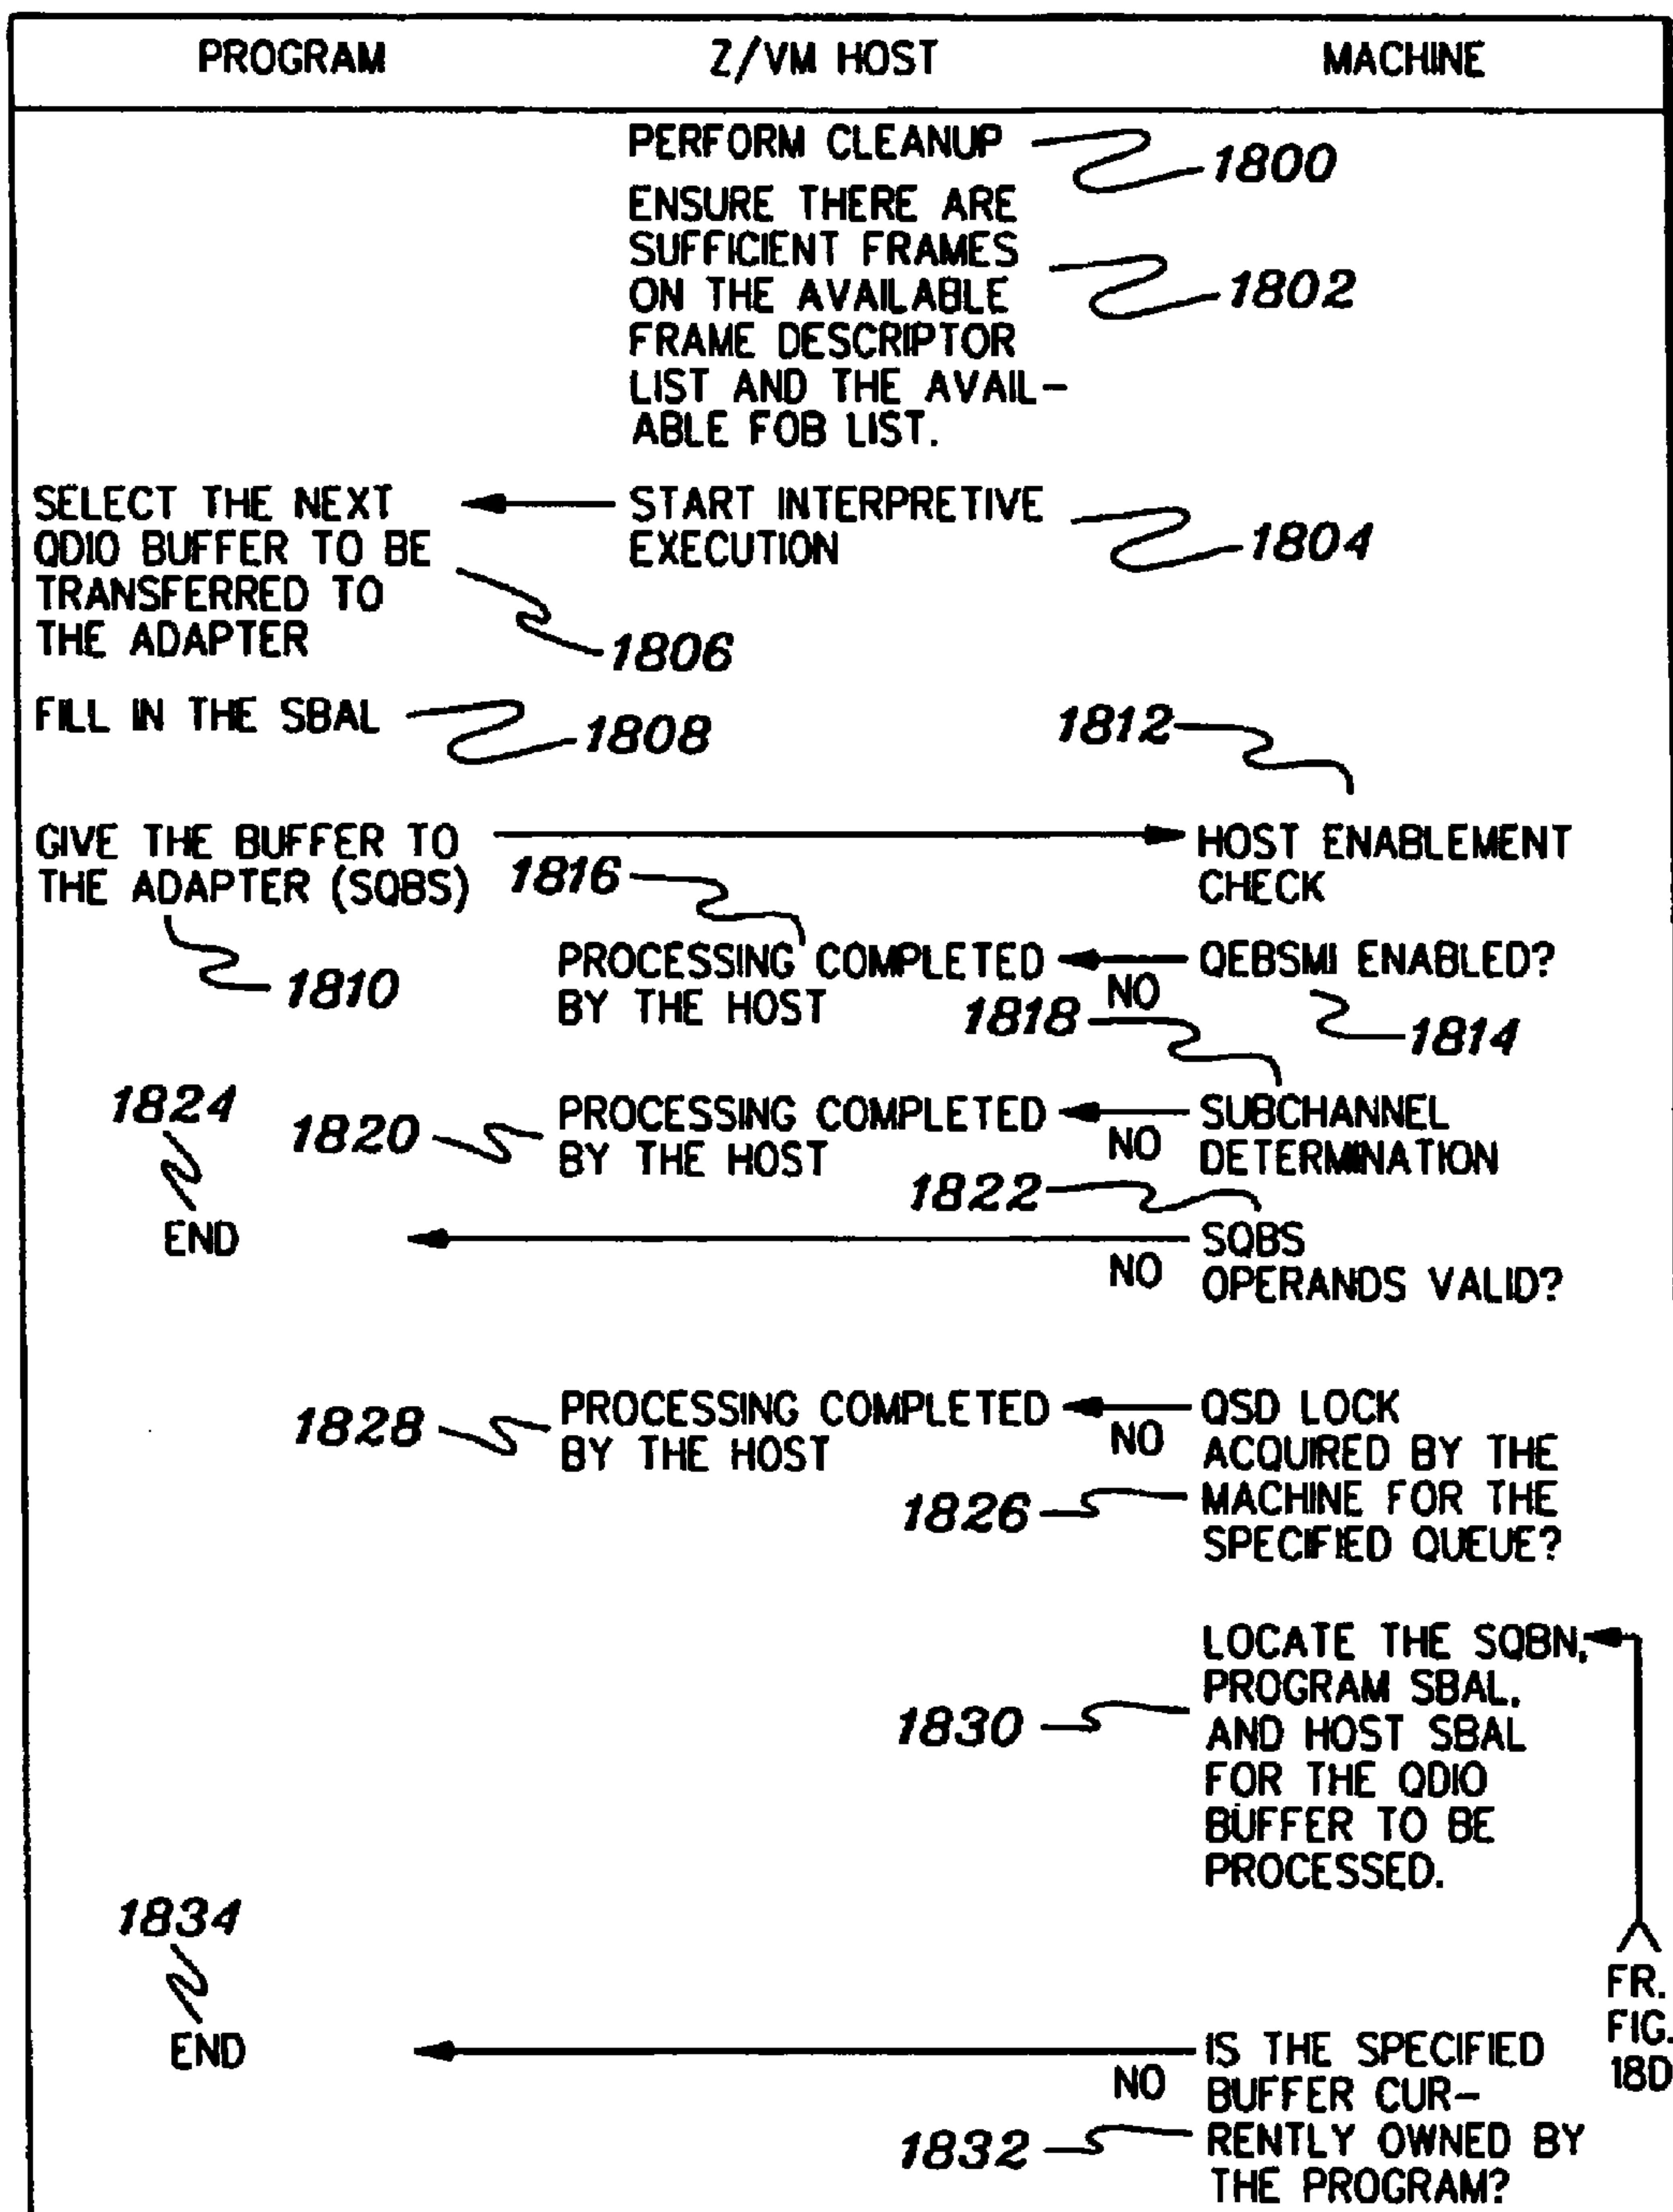 PROGRAM Z/VM HOST MACHINE
PERFORM CLEANUP
1800
ENSURE THERE ARE
SUFFICIENT FRAMES
ON THE AVAILABLE
FRAME DESCRIPTOR
LIST AND THE AVAIL-
ABLE FOB LIST.
1802
SELECT THE NEXT
QDIO BUFFER TO BE
TRANSFERRED TO
THE ADAPTER
START INTERPRETIVE
EXECUTION
1804
1806
FILL IN THE SBAL
1808
1812
GIVE THE BUFFER TO
THE ADAPTER (SQBS)
HOST ENABLEMENT
CHECK
1816
1810
PROCESSING COMPLETED
BY THE HOST
NO
QEBSMI ENABLED?
1814
1818
1824
1820
PROCESSING COMPLETED
BY THE HOST
NO
SUBCHANNEL
DETERMINATION
1822
END
NO
SQBS
OPERANDS VALID?
1828
PROCESSING COMPLETED
BY THE HOST
NO
QSD LOCK
ACQUIRED BY THE
MACHINE FOR THE
SPECIFIED QUEUE?
1826
LOCATE THE SQBN,
PROGRAM SBAL,
AND HOST SBAL
FOR THE QDIO
BUFFER TO BE
PROCESSED.
1830
1834
FR.
FIG.
18D
END
NO
IS THE SPECIFIED
BUFFER CUR-
RENTLY OWNED BY
THE PROGRAM?
1832